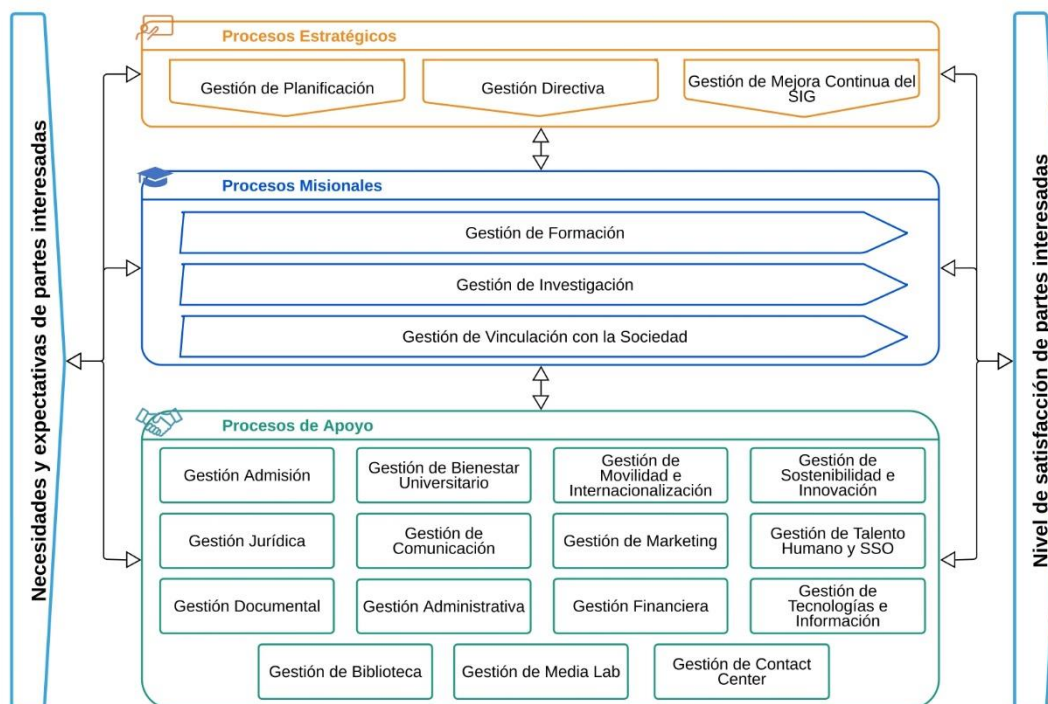 Necesidades y expectativas de partes interesadas
Procesos Estratégicos
Gestión de Planificación
Gestión Directiva
Gestión de Mejora Continua del
SIG
Procesos Misionales
Gestión de Formación
Gestión de Investigación
Gestión de Vinculación con la Sociedad
Procesos de Apoyo
Gestión Admisión
Gestión de Bienestar
Universitario
Gestión de
Movilidad e
Internacionalización
Gestión de
Sostenibilidad e
Innovación
Gestión Jurídica
Gestión de
Comunicación
Gestión de Marketing
Gestión de Talento
Humano y SSO
Gestión Documental
Gestión Administrativa
Gestión Financiera
Gestión de
Tecnologías e
Información
Gestión de Biblioteca
Gestión de Media Lab
Gestión de Contact
Center
Nivel de satisfacción de partes interesadas